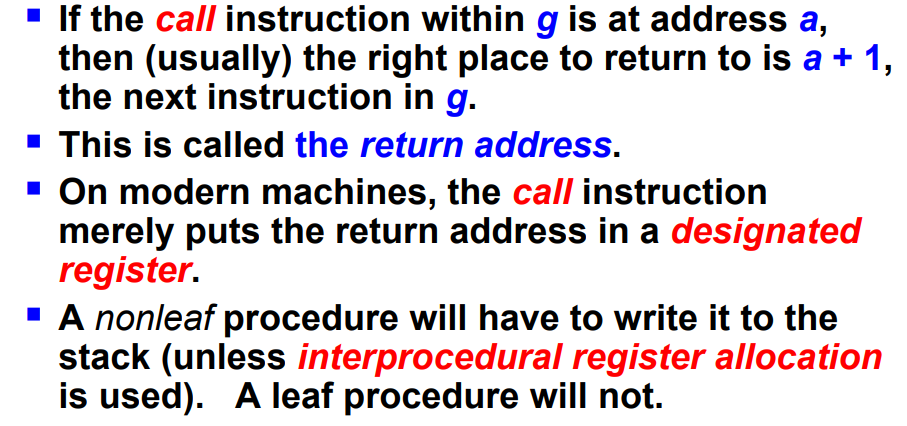 If the call instruction within g is at address a,
then (usually) the right place to return to is a + 1,
the next instruction in g.
This is called the return address.
On modern machines, the call instruction
merely puts the return address in a designated
register.
A nonleaf procedure will have to write it to the
stack (unless interprocedural register allocation
is used). A leaf procedure will not.